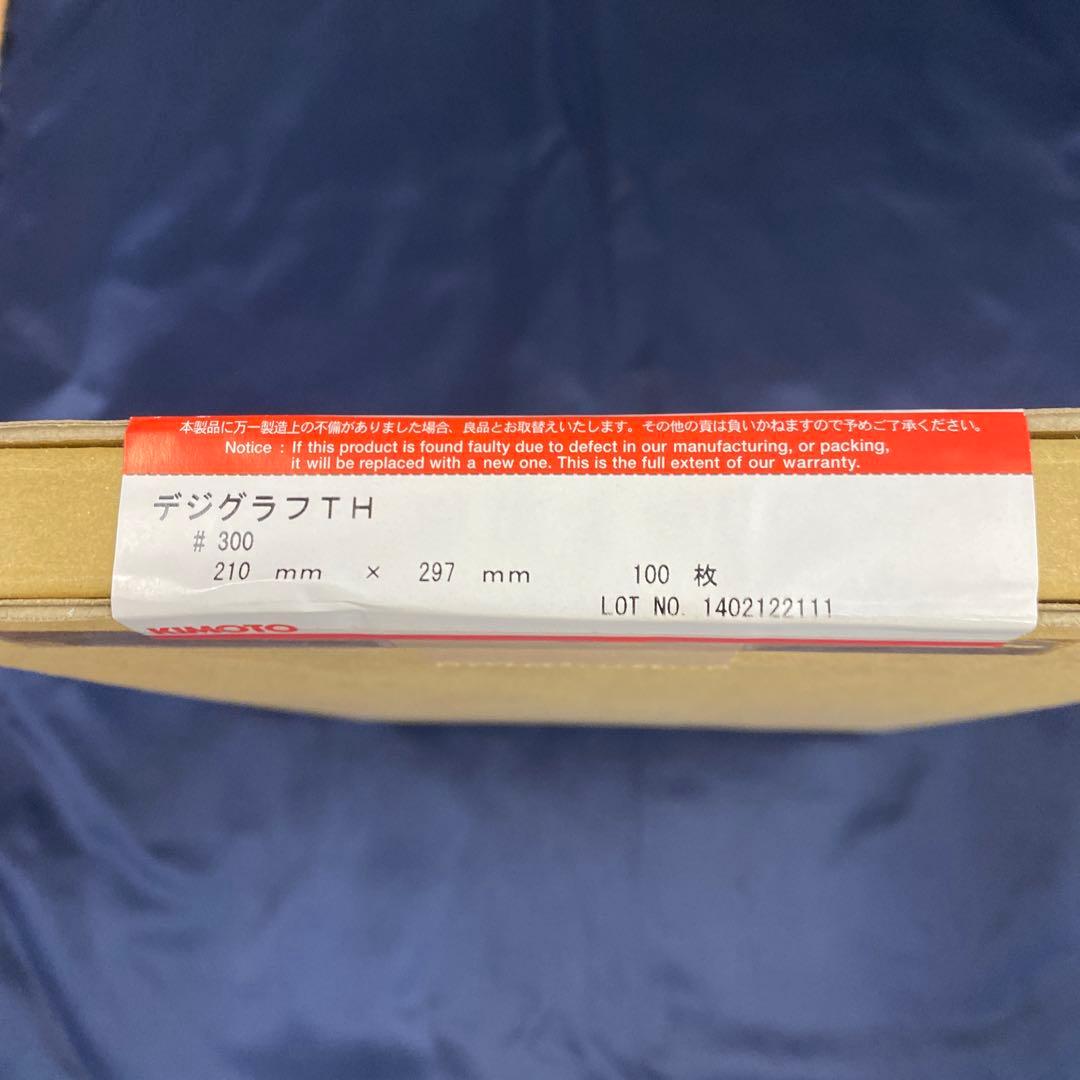 本製品に万一製造上の不備がありました場合、良品とお取替えいたします。その他の責は負いかねますので予めご了承ください。
Notice : If this product is found faulty due to defect in our manufacturing, or packing,
it will be replaced with a new one. This is the full extent of our warranty.
デジグラフTH
# 300
210 mm × 297 mm 100 枚
LOT NO. 1402122111
KIMOTO